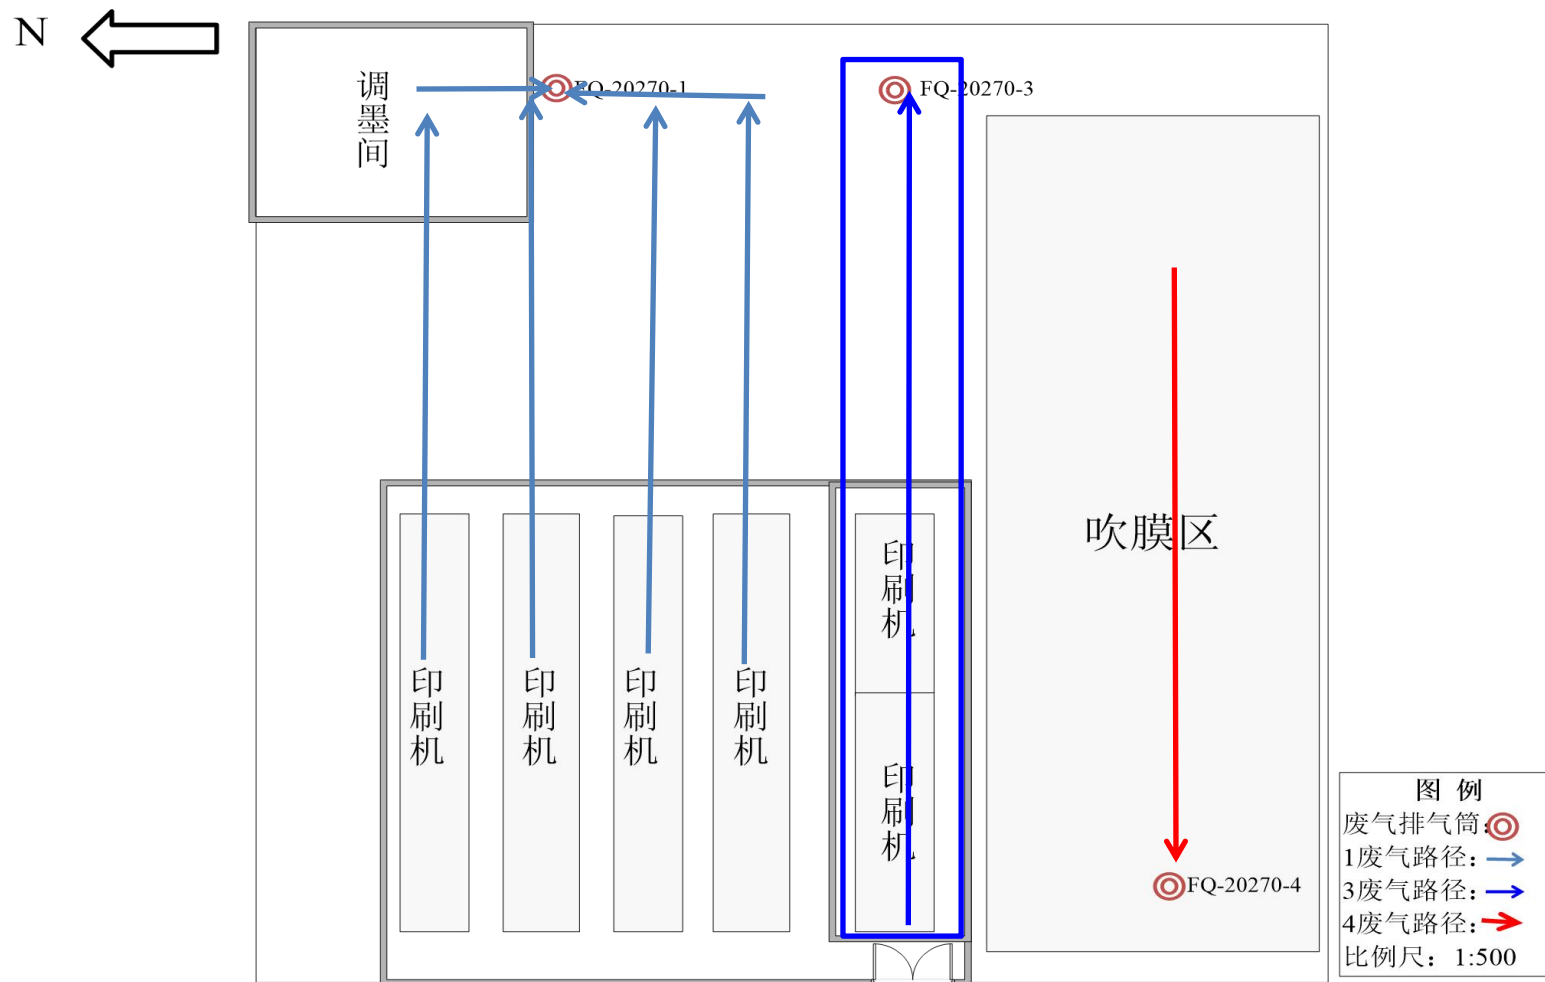 N
调墨间
FQ-20270-1
FQ-20270-3
吹膜区
印刷机
印刷机
印刷机
印刷机
印刷机
印刷机
FQ-20270-4
图 例
废气排气筒:
1废气路径:
3废气路径:
4废气路径:
比例尺: 1:500